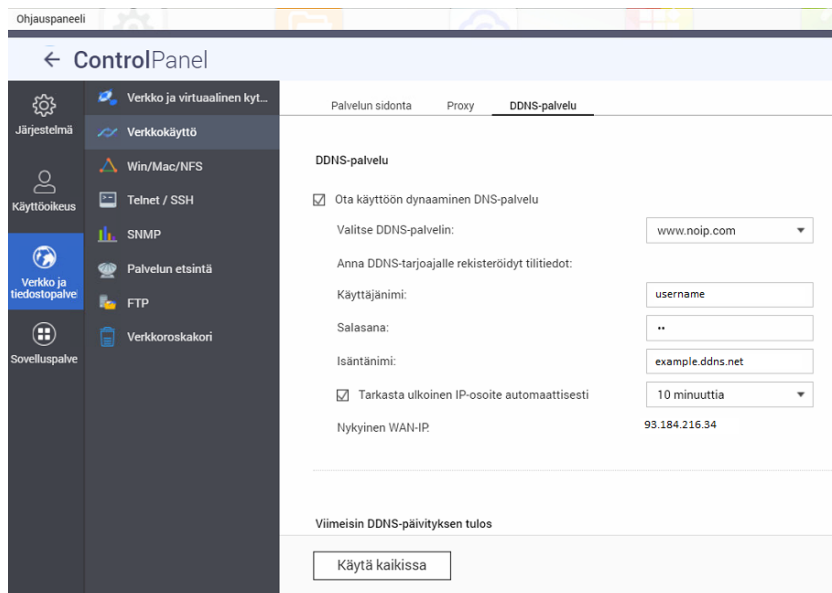 Ohjauspaneeli
ControlPanel
Järjestelmä
Käyttöoikeus
Verkko ja
tiedostopalve
Sovelluspalve
Verkko ja virtuaalinen kyt...
Verkkokäyttö
Win/Mac/NFS
Telnet / SSH
SNMP
Palvelun etsintä
FTP
Verkkoroskakori
Palvelun sidonta Proxy DDNS-palvelu
DDNS-palvelu
Ota käyttöön dynaaminen DNS-palvelu
Valitse DDNS-palvelin: www.noip.com
Anna DDNS-tarjoajalle rekisteröidyt tilitiedot:
Käyttäjänimi: username
Salasana: ••
Isäntänimi: example.ddns.net
Tarkasta ulkoinen IP-osoite automaattisesti 10 minuuttia
Nykyinen WAN-IP: 93.184.216.34
Viimeisin DDNS-päivityksen tulos
Käytä kaikissa